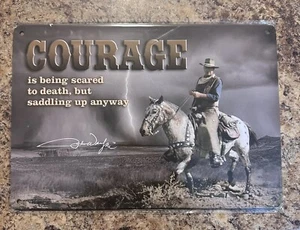 COURAGE
is being scared
to death, but
saddling up anyway